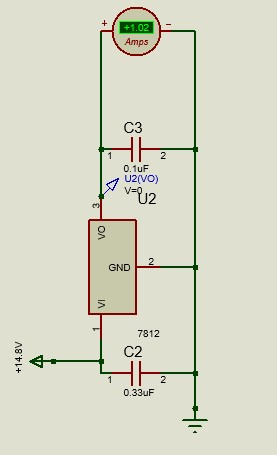 + +1.02 −
Amps
C3
1 2
0.1uF
U2(VO)
V=0
U2
3
VO
GND 2
VI
1
7812
+14.8V
C2
1 2
0.33uF